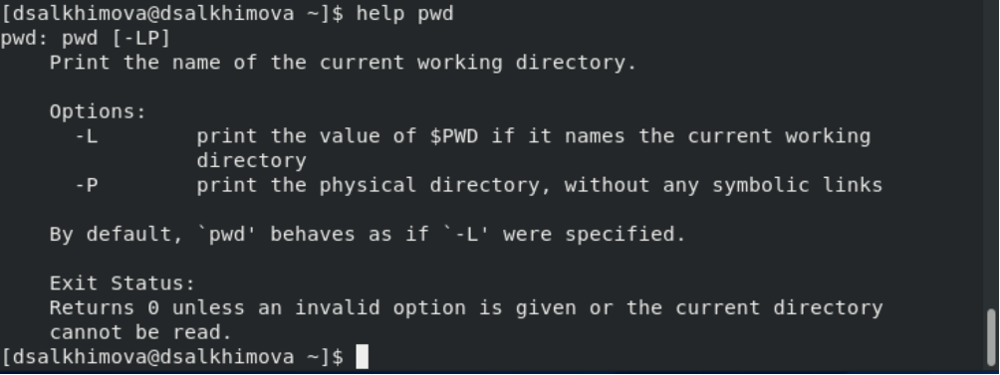 [dsalkhimova@dsalkhimova ~]$ help pwd
pwd: pwd [-LP]
    Print the name of the current working directory.

    Options:
      -L        print the value of $PWD if it names the current working
                directory
      -P        print the physical directory, without any symbolic links

    By default, `pwd' behaves as if `-L' were specified.

    Exit Status:
    Returns 0 unless an invalid option is given or the current directory
    cannot be read.
[dsalkhimova@dsalkhimova ~]$